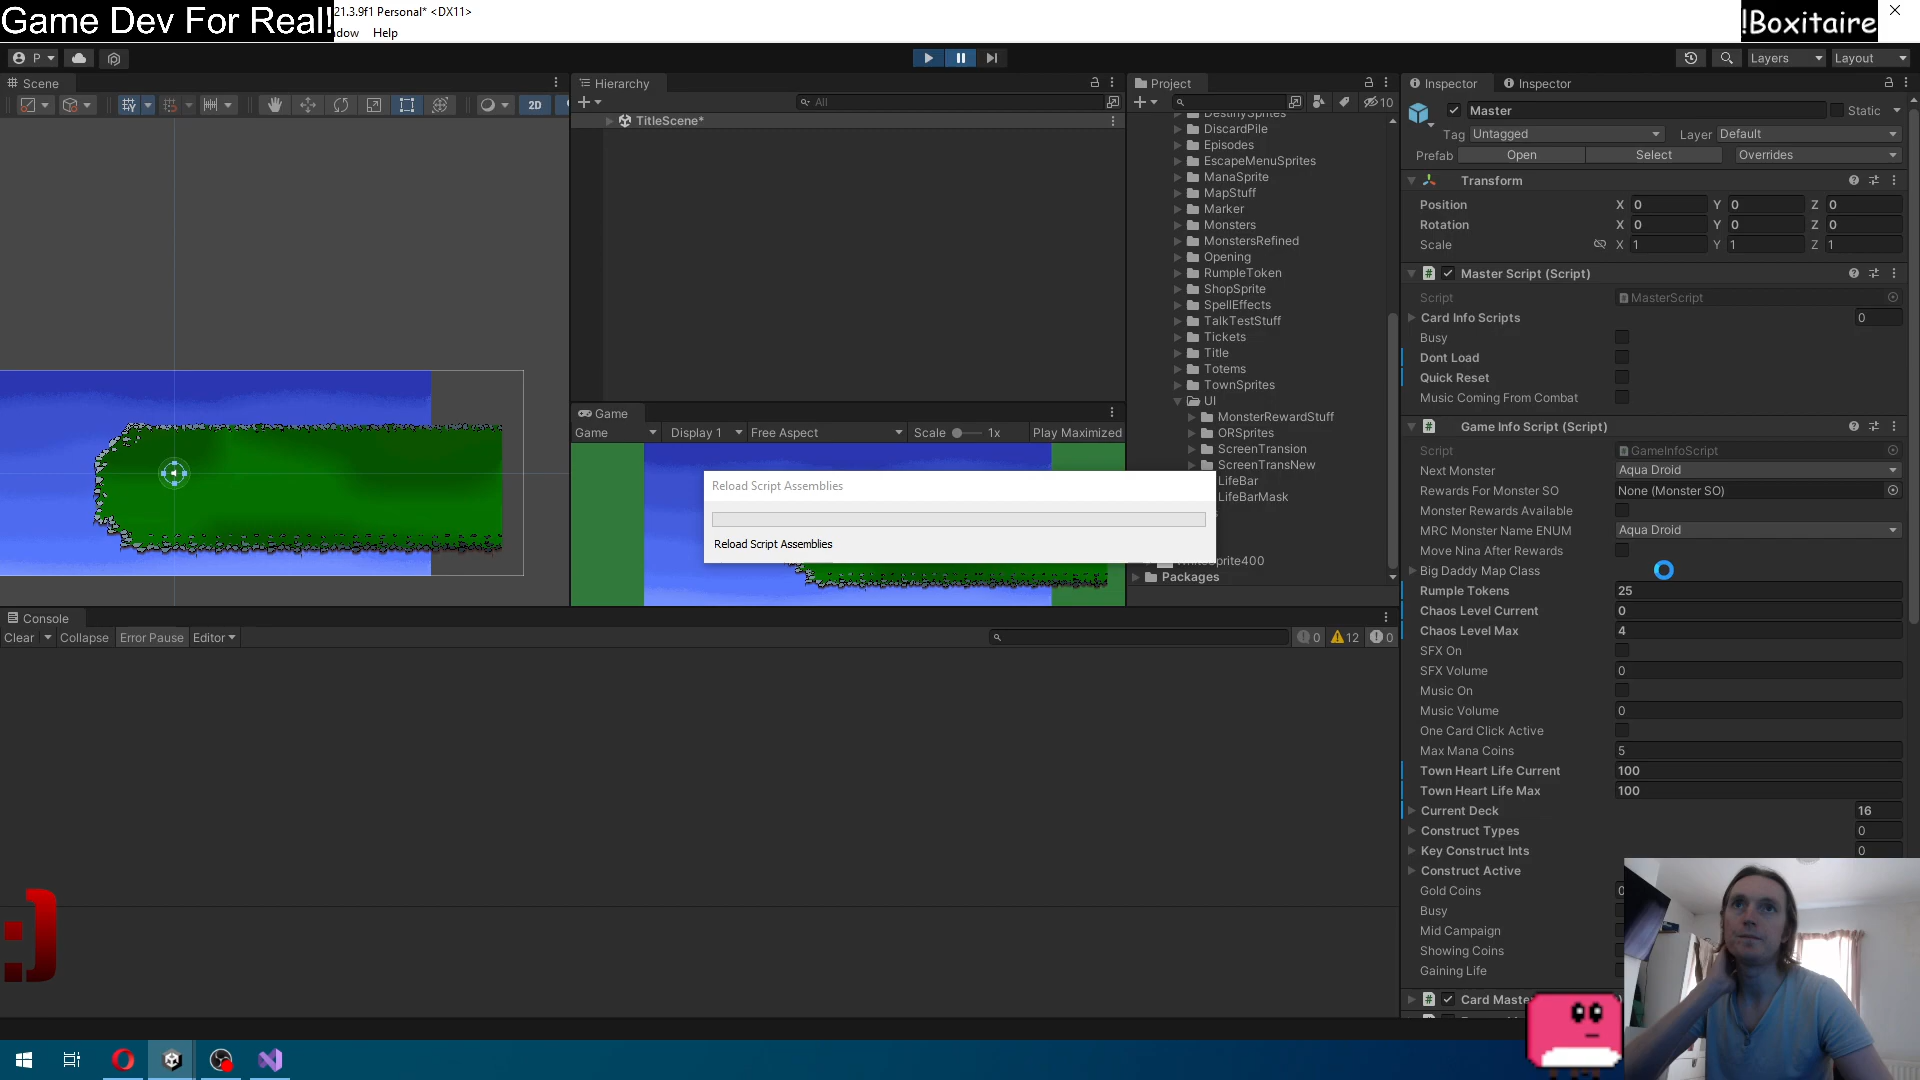 Game Dev For Real!
21.3.9f1 Personal* <DX11>
!Boxitaire
dow Help
P
Layers
Layout
Scene
Hierarchy
Project
Inspector
Inspector
2D
All
10
TitleScene*
DestinySprites
DiscardPile
Episodes
EscapeMenuSprites
ManaSprite
MapStuff
Marker
Monsters
MonstersRefined
Opening
RumpleToken
ShopSprite
SpellEffects
TalkTestStuff
Tickets
Title
Totems
TownSprites
UI
MonsterRewardStuff
ORSprites
ScreenTransion
ScreenTransNew
LifeBar
LifeBarMask
Sprite400
Packages
Game
Game
Display 1
Free Aspect
Scale
1x
Play Maximized
Reload Script Assemblies
Reload Script Assemblies
Console
Clear
Collapse
Error Pause
Editor
0
12
0
Master
Static
Tag Untagged
Layer Default
Prefab
Open
Select
Overrides
Transform
Position X 0 Y 0 Z 0
Rotation X 0 Y 0 Z 0
Scale X 1 Y 1 Z 1
Master Script (Script)
Script MasterScript
Card Info Scripts 0
Busy
Dont Load
Quick Reset
Music Coming From Combat
Game Info Script (Script)
Script GameInfoScript
Next Monster Aqua Droid
Rewards For Monster SO None (Monster SO)
Monster Rewards Available
MRC Monster Name ENUM Aqua Droid
Move Nina After Rewards
Big Daddy Map Class
Rumple Tokens 25
Chaos Level Current 0
Chaos Level Max 4
SFX On
SFX Volume 0
Music On
Music Volume 0
One Card Click Active
Max Mana Coins 5
Town Heart Life Current 100
Town Heart Life Max 100
Current Deck 16
Construct Types 0
Key Construct Ints 0
Construct Active
Gold Coins
Busy
Mid Campaign
Showing Coins
Gaining Life
Card Maste
:)